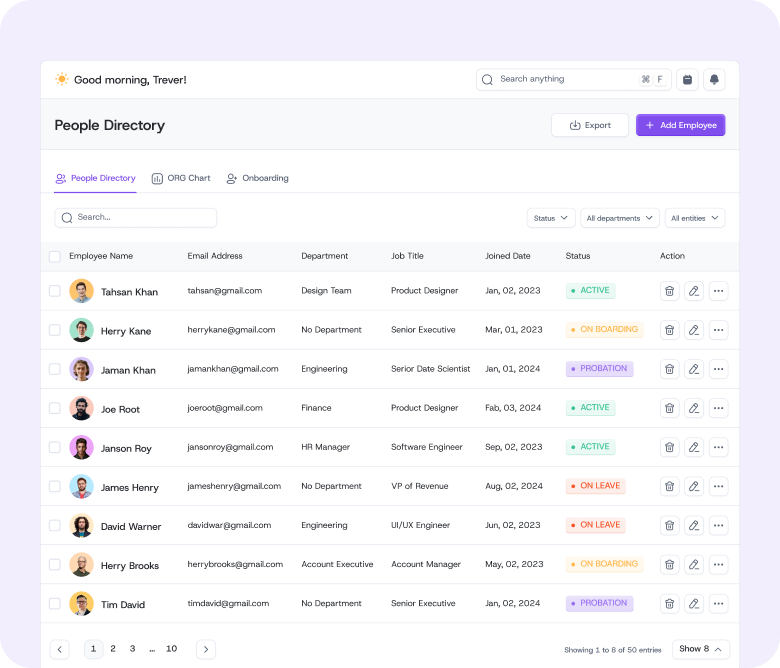 Good morning, Trever!
Search anything ⌘ F
People Directory
Export
+ Add Employee
People Directory ORG Chart Onboarding
Search... Status All departments All entities
Employee Name Email Address Department Job Title Joined Date Status Action
Tahsan Khan tahsan@gmail.com Design Team Product Designer Jan, 02, 2023 ACTIVE
Herry Kane herrykane@gmail.com No Department Senior Executive Mar, 01, 2023 ON BOARDING
Jaman Khan jamankhan@gmail.com Engineering Serior Date Scientist Jan, 01, 2024 PROBATION
Joe Root joeroot@gmail.com Finance Product Designer Fab, 03, 2024 ACTIVE
Janson Roy jansonroy@gmail.com HR Manager Software Engineer Sep, 02, 2023 ACTIVE
James Henry jameshenry@gmail.com No Department VP of Revenue Aug, 02, 2024 ON LEAVE
David Warner davidwar@gmail.com Engineering UI/UX Engineer Jun, 02, 2023 ON LEAVE
Herry Brooks herrybrooks@gmail.com Account Executive Account Manager May, 02, 2023 ON BOARDING
Tim David timdavid@gmail.com No Department Senior Executive Jan, 02, 2024 PROBATION
1 2 3 ... 10 Showing 1 to 8 of 50 entries Show 8